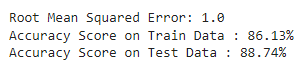 Root Mean Squared Error: 1.0
Accuracy Score on Train Data : 86.13%
Accuracy Score on Test Data : 88.74%